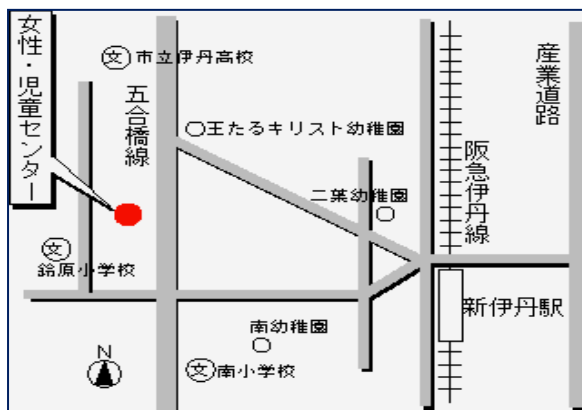 女性・児童センター
文市立伊丹高校
五合橋線
王たるキリスト幼稚園
二葉幼稚園
阪急伊丹線
産業道路
文
鈴原小学校
新伊丹駅
南幼稚園
文南小学校
N